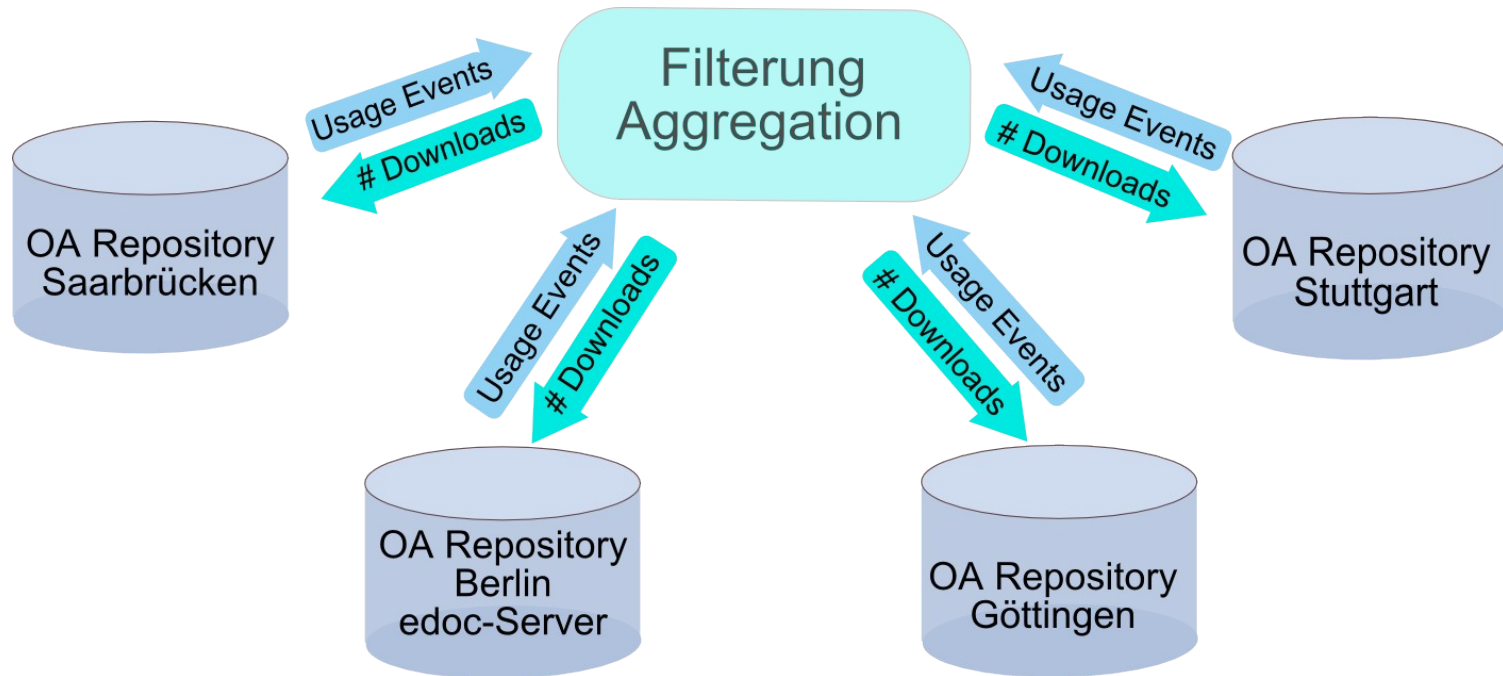 Filterung
Aggregation
Usage Events
# Downloads
OA Repository
Saarbrücken
Usage Events
# Downloads
OA Repository
Berlin
edoc-Server
Usage Events
# Downloads
OA Repository
Göttingen
Usage Events
# Downloads
OA Repository
Stuttgart